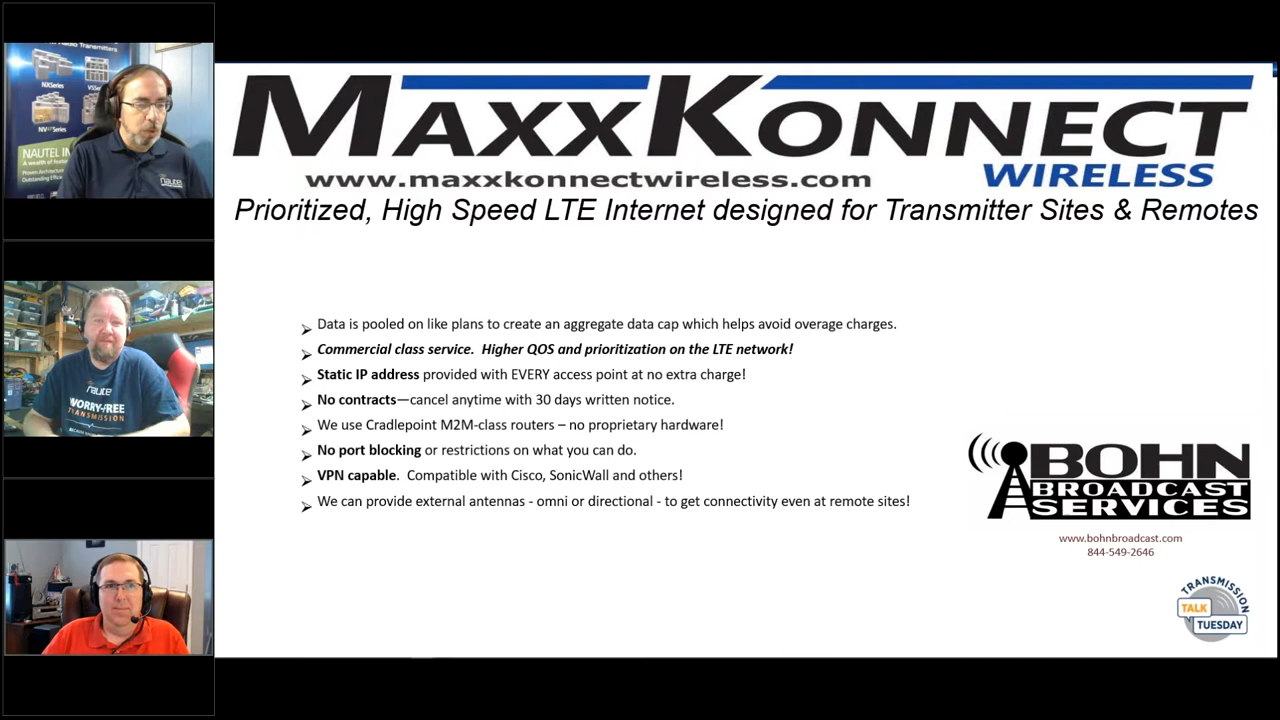 Radio Transmitters
NXSeries
VSSeries
NVLTSeries
NAUTEL
nautel
naute
WORRY-FREE
TRANSMISSION
MAXXKONNECT
WIRELESS
www.maxxkonnectwireless.com
Prioritized, High Speed LTE Internet designed for Transmitter Sites & Remotes
Data is pooled on like plans to create an aggregate data cap which helps avoid overage charges.
Commercial class service.  Higher QOS and prioritization on the LTE network!
Static IP address provided with EVERY access point at no extra charge!
No contracts—cancel anytime with 30 days written notice.
We use Cradlepoint M2M-class routers – no proprietary hardware!
No port blocking or restrictions on what you can do.
VPN capable.  Compatible with Cisco, SonicWall and others!
We can provide external antennas - omni or directional - to get connectivity even at remote sites!
BOHN
BROADCAST
SERVICES
www.bohnbroadcast.com
844-549-2646
TRANSMISSION
TALK
TUESDAY